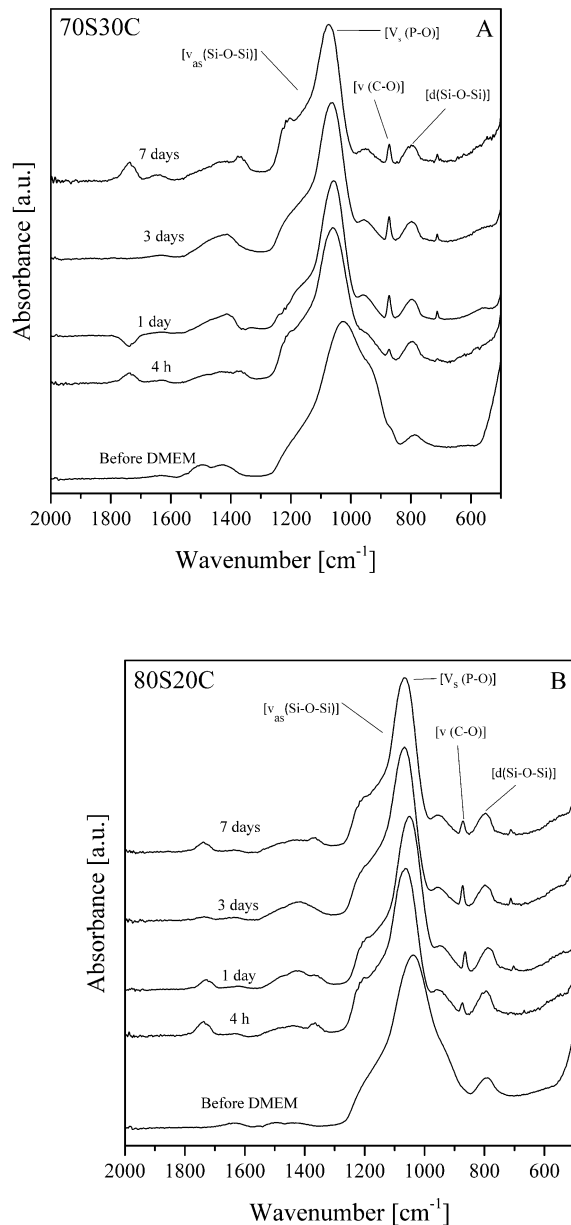 70S30C
A
[V_s (P-O)]
[v_as(Si-O-Si)]
[v (C-O)]
[d(Si-O-Si)]
7 days
3 days
1 day
4 h
Before DMEM
Absorbance [a.u.]
2000 1800 1600 1400 1200 1000 800 600
Wavenumber [cm⁻¹]
80S20C
B
[V_s (P-O)]
[v_as(Si-O-Si)]
[v (C-O)]
[d(Si-O-Si)]
7 days
3 days
1 day
4 h
Before DMEM
Absorbance [a.u.]
2000 1800 1600 1400 1200 1000 800 600
Wavenumber [cm⁻¹]